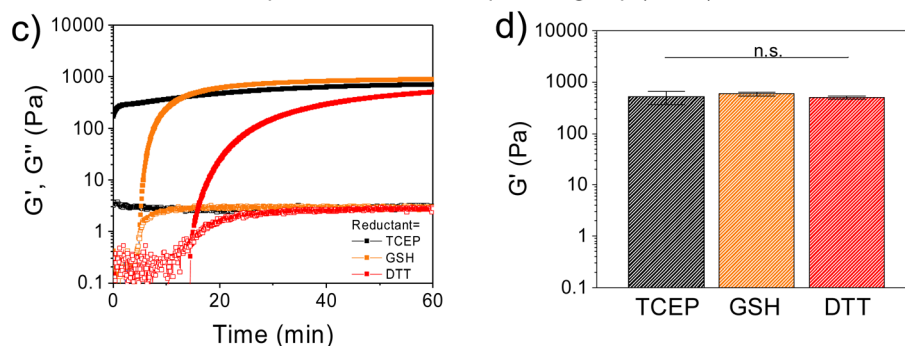 c)
10000
1000
100
10
1
0.1
G', G'' (Pa)
0
20
40
60
Time (min)
Reductant=
TCEP
GSH
DTT
d)
n.s.
10000
1000
100
10
1
0.1
G' (Pa)
TCEP
GSH
DTT